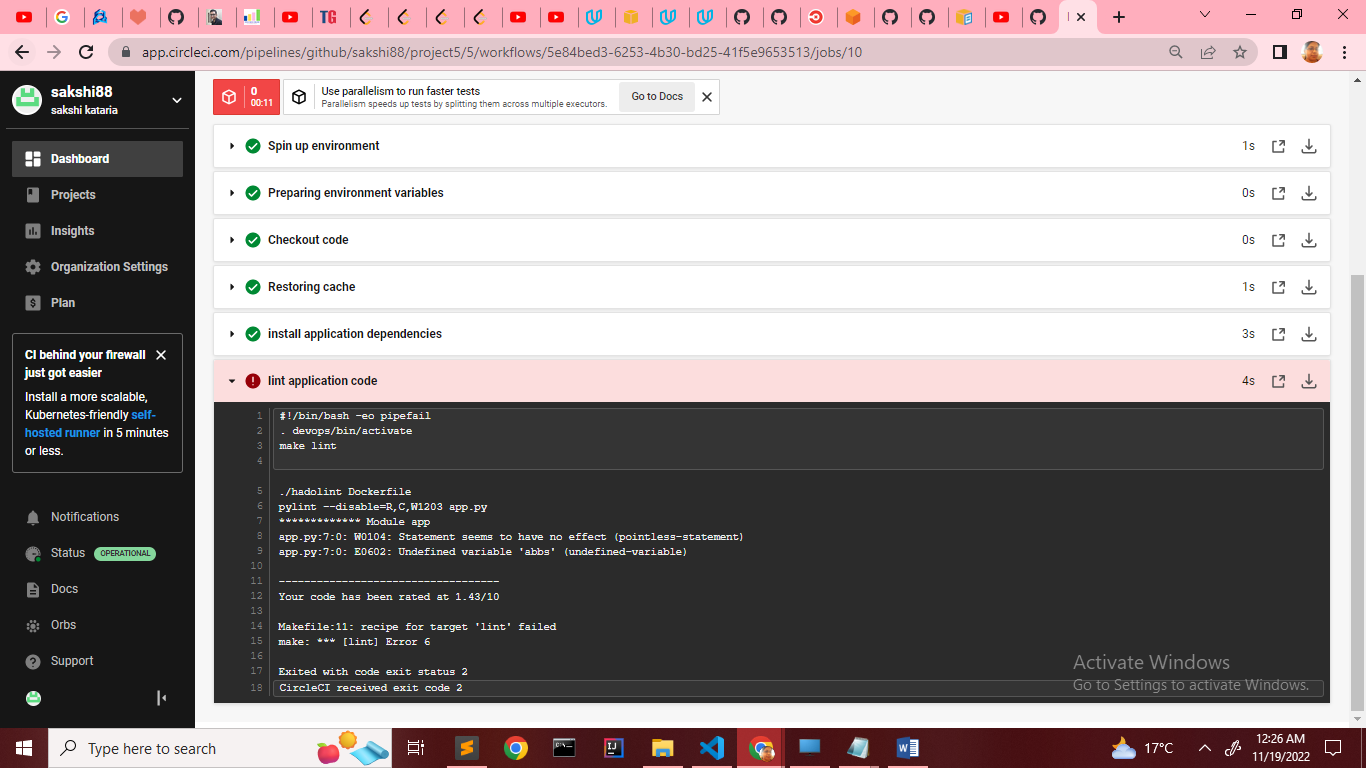 TG
app.circleci.com/pipelines/github/sakshi88/project5/5/workflows/5e84bed3-6253-4b30-bd25-41f5e9653513/jobs/10
sakshi88
sakshi kataria
Dashboard
Projects
Insights
Organization Settings
Plan
CI behind your firewall
just got easier
Install a more scalable,
Kubernetes-friendly self-
hosted runner in 5 minutes
or less.
Notifications
Status OPERATIONAL
Docs
Orbs
Support
0
00:11
Use parallelism to run faster tests
Parallelism speeds up tests by splitting them across multiple executors.
Go to Docs
Spin up environment 1s
Preparing environment variables 0s
Checkout code 0s
Restoring cache 1s
install application dependencies 3s
lint application code 4s
1 #!/bin/bash -eo pipefail
2 . devops/bin/activate
3 make lint
4
5 ./hadolint Dockerfile
6 pylint --disable=R,C,W1203 app.py
7 ************* Module app
8 app.py:7:0: W0104: Statement seems to have no effect (pointless-statement)
9 app.py:7:0: E0602: Undefined variable 'abbs' (undefined-variable)
10
11 -----------------------------------
12 Your code has been rated at 1.43/10
13
14 Makefile:11: recipe for target 'lint' failed
15 make: *** [lint] Error 6
16
17 Exited with code exit status 2
18 CircleCI received exit code 2
Activate Windows
Go to Settings to activate Windows.
Type here to search
17°C
12:26 AM
11/19/2022